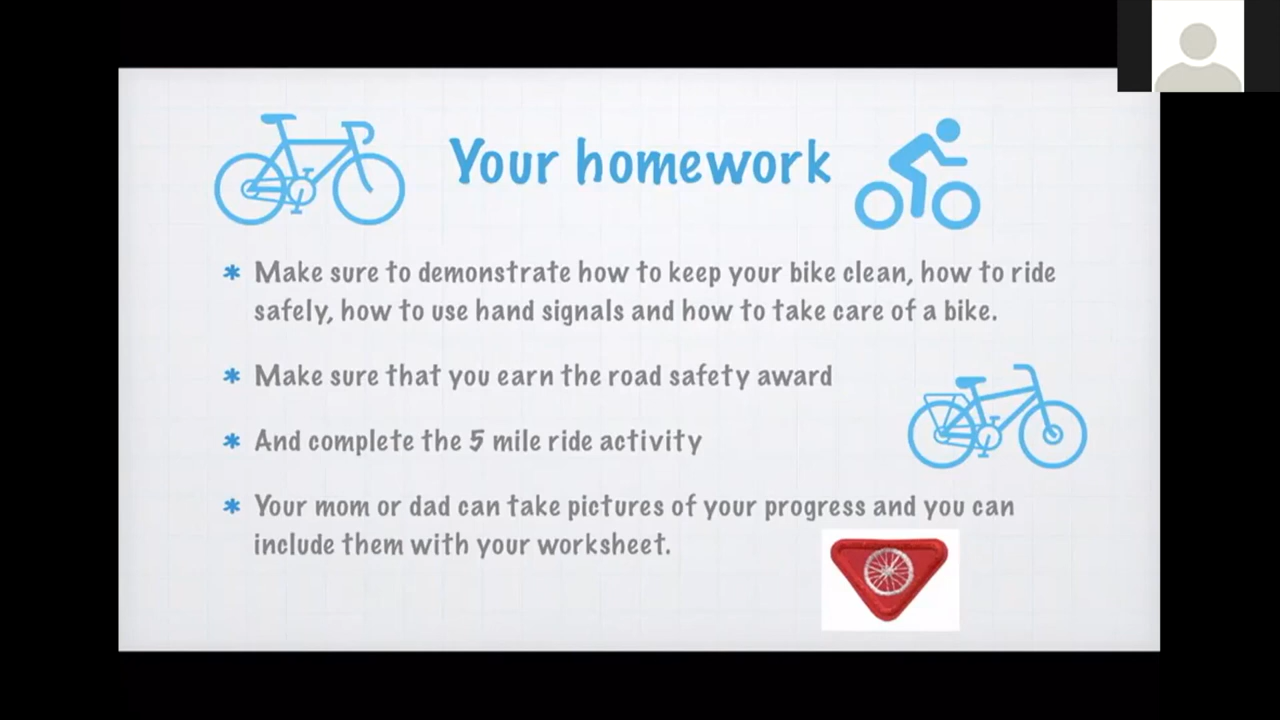 Your homework
* Make sure to demonstrate how to keep your bike clean, how to ride
safely, how to use hand signals and how to take care of a bike.
* Make sure that you earn the road safety award
* And complete the 5 mile ride activity
* Your mom or dad can take pictures of your progress and you can
include them with your worksheet.